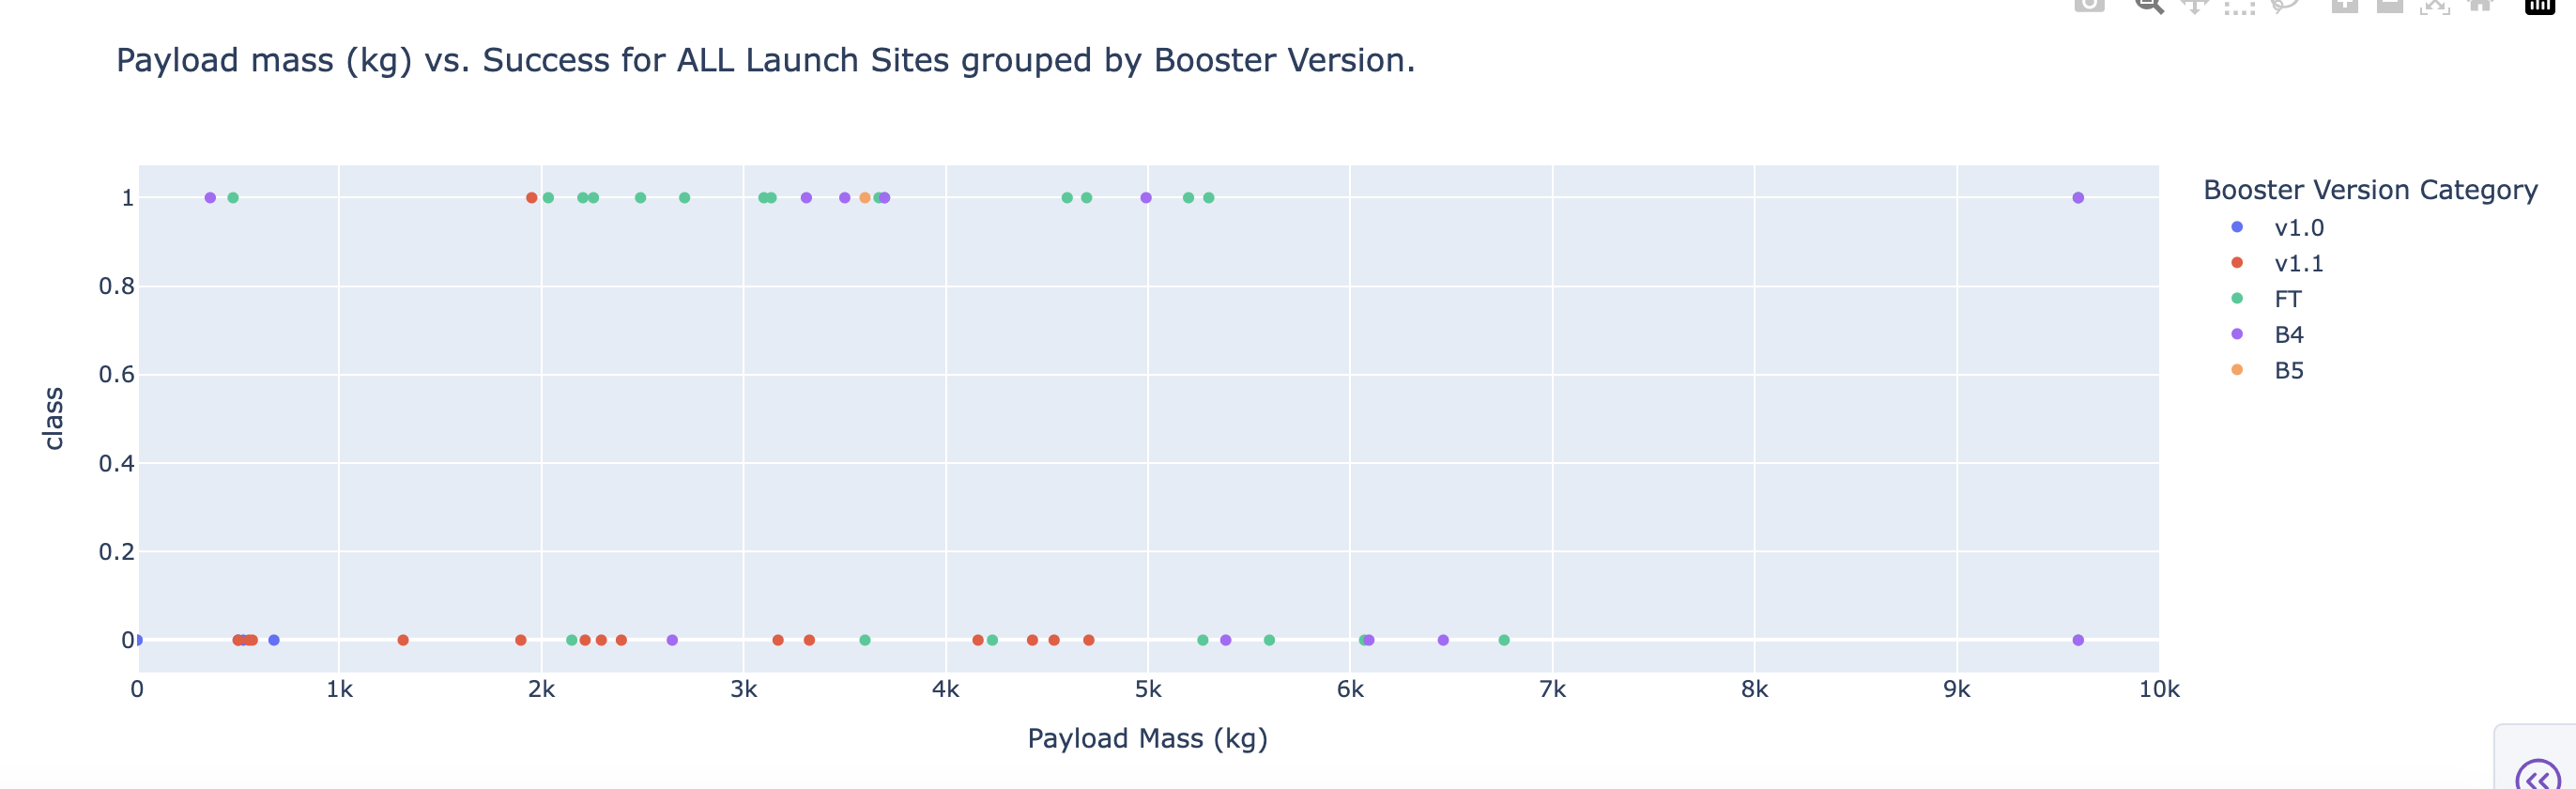 Payload mass (kg) vs. Success for ALL Launch Sites grouped by Booster Version.
Booster Version Category
v1.0
v1.1
FT
B4
B5
class
1
0.8
0.6
0.4
0.2
0
0
1k
2k
3k
4k
5k
6k
7k
8k
9k
10k
Payload Mass (kg)